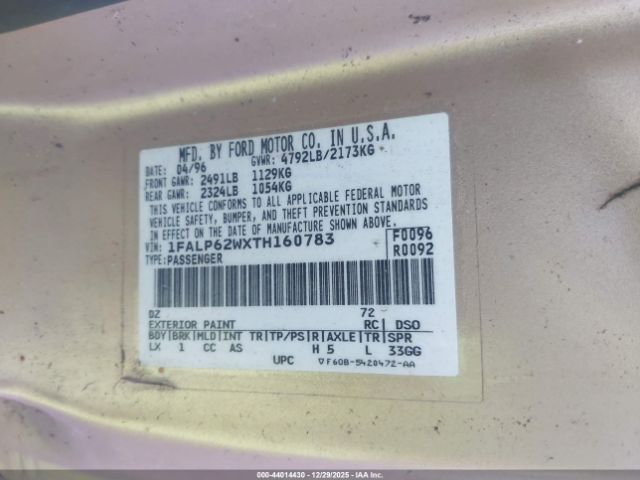 MFD. BY FORD MOTOR CO. IN U.S.A.
DATE: 04/96 GVWR: 4792LB/2173KG
FRONT GAWR: 2491LB 1129KG
REAR GAWR: 2324LB 1054KG
THIS VEHICLE CONFORMS TO ALL APPLICABLE FEDERAL MOTOR
VEHICLE SAFETY, BUMPER, AND THEFT PREVENTION STANDARDS
IN EFFECT ON THE DATE OF MANUFACTURE SHOWN ABOVE.
VIN: 1FALP62WXTH160783 F0096
TYPE: PASSENGER R0092
DZ 72
EXTERIOR PAINT RC DSO
BDY BRK MLD INT TR TP/PS R AXLE TR SPR
LX 1 CC AS H 5 L 33GG
UPC ▽F60B-5420472-AA
000-44014430 - 12/29/2025 - IAA Inc.